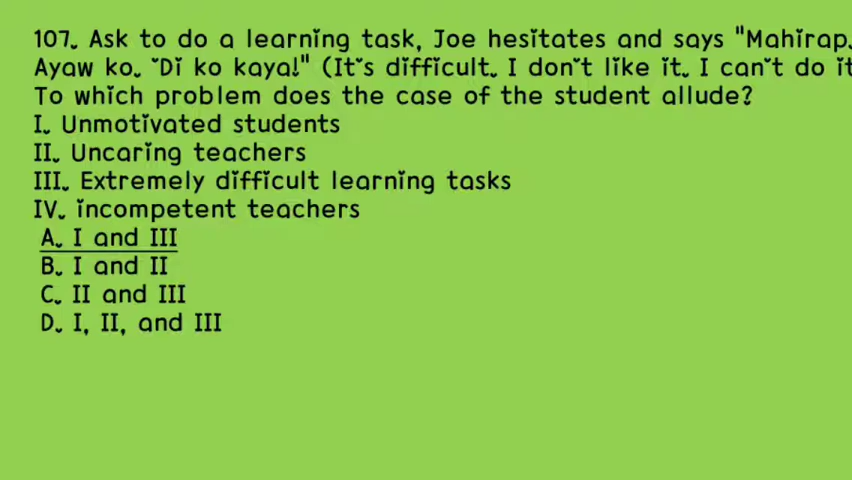 107. Ask to do a learning task, Joe hesitates and says "Mahirap.
Ayaw ko. 'Di ko kaya!" (It's difficult. I don't like it. I can't do it
To which problem does the case of the student allude?
I. Unmotivated students
II. Uncaring teachers
III. Extremely difficult learning tasks
IV. incompetent teachers
A. I and III
B. I and II
C. II and III
D. I, II, and III